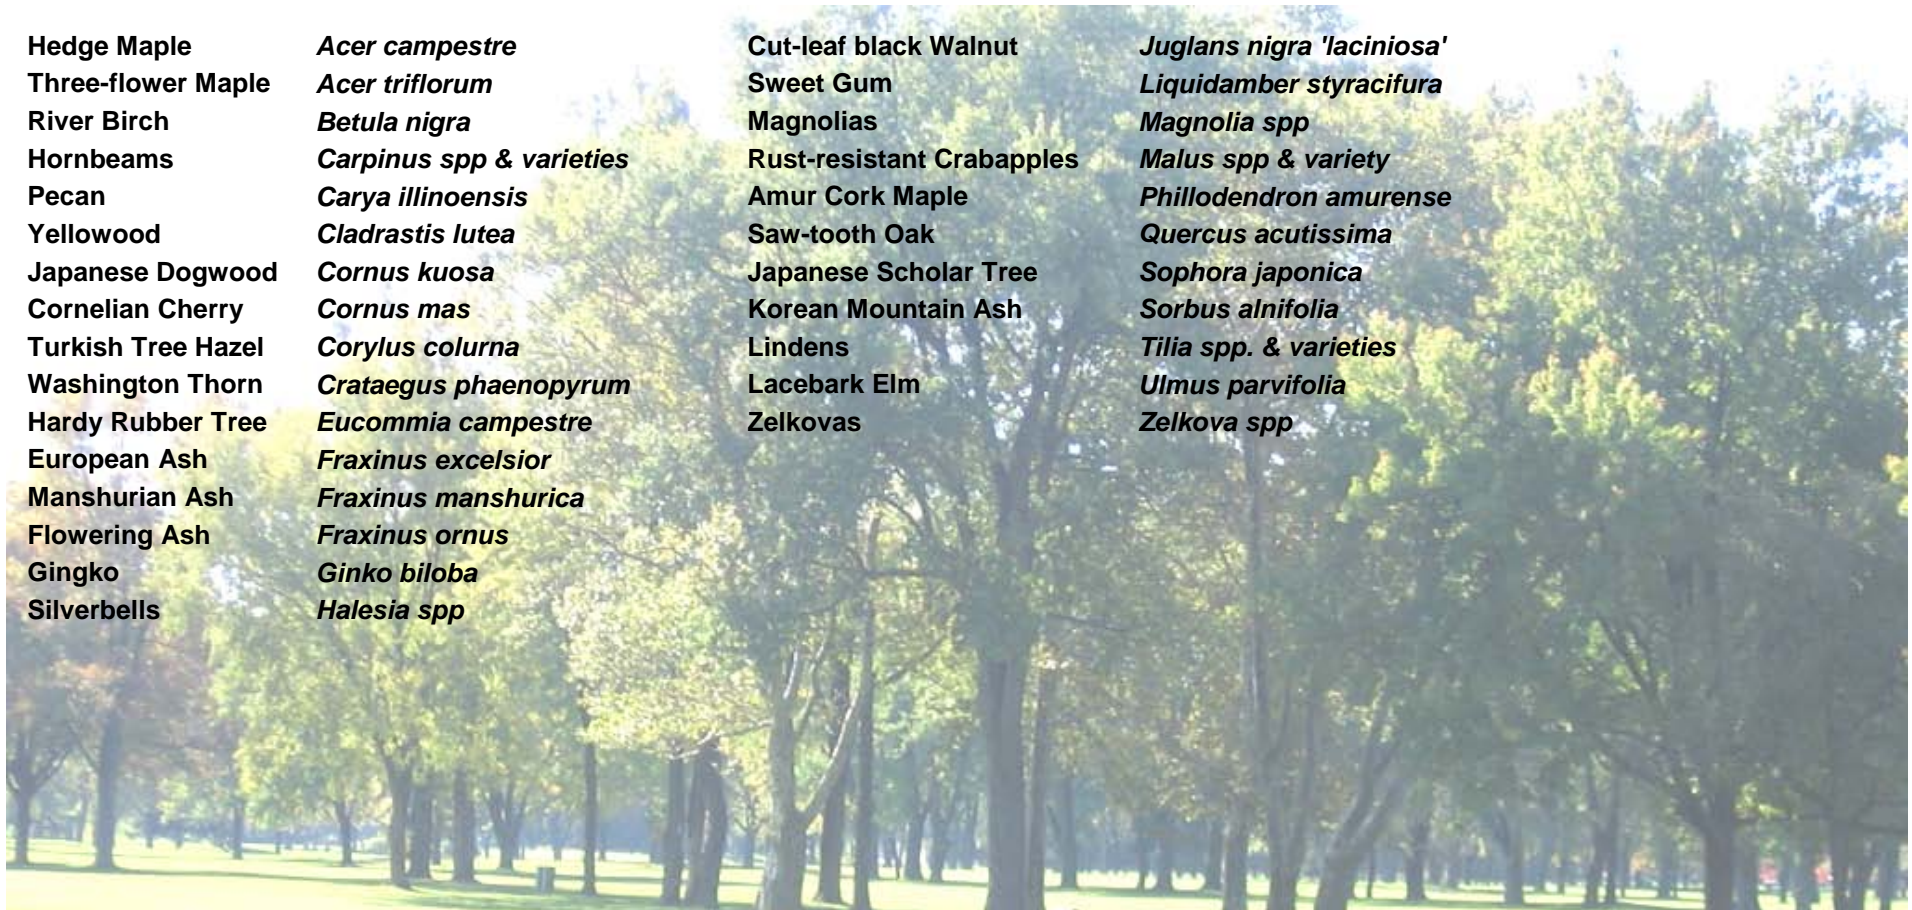 Hedge Maple Acer campestre
Three-flower Maple Acer triflorum
River Birch Betula nigra
Hornbeams Carpinus spp & varieties
Pecan Carya illinoensis
Yellowood Cladrastis lutea
Japanese Dogwood Cornus kuosa
Cornelian Cherry Cornus mas
Turkish Tree Hazel Corylus colurna
Washington Thorn Crataegus phaenopyrum
Hardy Rubber Tree Eucommia campestre
European Ash Fraxinus excelsior
Manshurian Ash Fraxinus manshurica
Flowering Ash Fraxinus ornus
Gingko Ginko biloba
Silverbells Halesia spp
Cut-leaf black Walnut Juglans nigra 'laciniosa'
Sweet Gum Liquidamber styracifura
Magnolias Magnolia spp
Rust-resistant Crabapples Malus spp & variety
Amur Cork Maple Phillodendron amurense
Saw-tooth Oak Quercus acutissima
Japanese Scholar Tree Sophora japonica
Korean Mountain Ash Sorbus alnifolia
Lindens Tilia spp. & varieties
Lacebark Elm Ulmus parvifolia
Zelkovas Zelkova spp